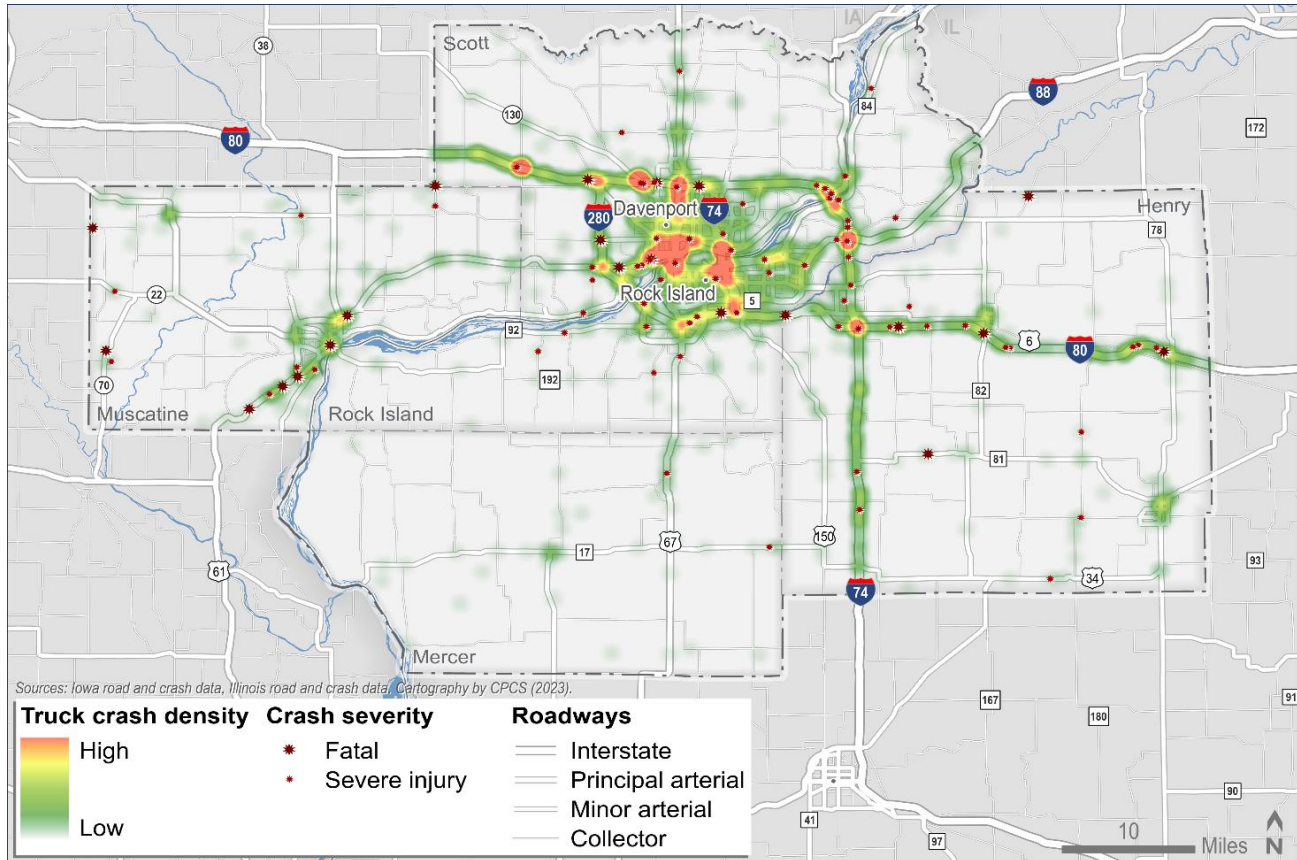 IA
IL
38
Scott
88
84
130
172
80
Henry
280
Davenport
74
78
22
Rock Island
5
92
6
80
70
192
82
Muscatine
Rock Island
81
17
67
150
61
34
93
74
Mercer
Sources: Iowa road and crash data, Illinois road and crash data. Cartography by CPCS (2023).
167
91
180
Truck crash density
High
Low
Crash severity
Fatal
Severe injury
Roadways
Interstate
Principal arterial
Minor arterial
Collector
90
41
97
10
Miles
N